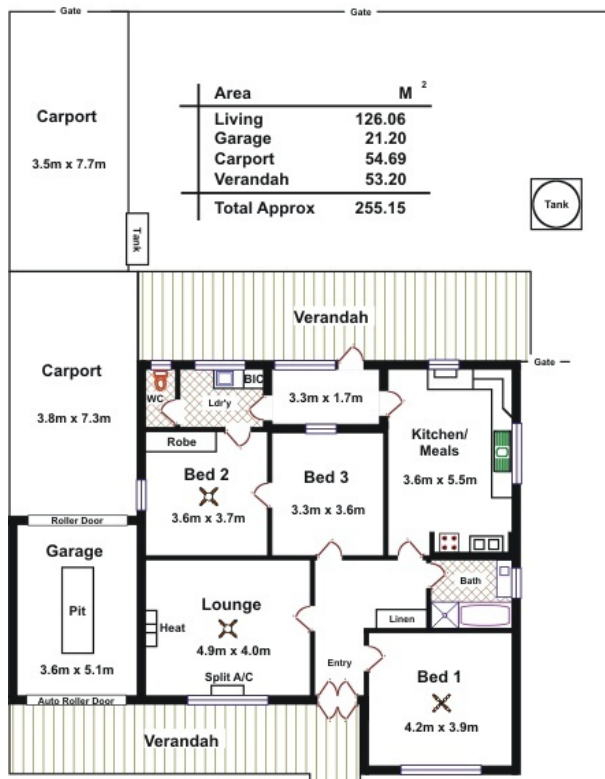 Gate
Gate
Area M 2
Living 126.06
Garage 21.20
Carport 54.69
Verandah 53.20
Total Approx 255.15
Carport
3.5m x 7.7m
Tank
Tank
Verandah
Gate
Carport
3.8m x 7.3m
WC
Ldr'y
BIC
3.3m x 1.7m
Kitchen/
Meals
3.6m x 5.5m
Robe
Bed 2
3.6m x 3.7m
Bed 3
3.3m x 3.6m
Roller Door
Garage
Pit
3.6m x 5.1m
Auto Roller Door
Lounge
4.9m x 4.0m
Heat
Split A/C
Bath
Linen
Entry
Bed 1
4.2m x 3.9m
Verandah